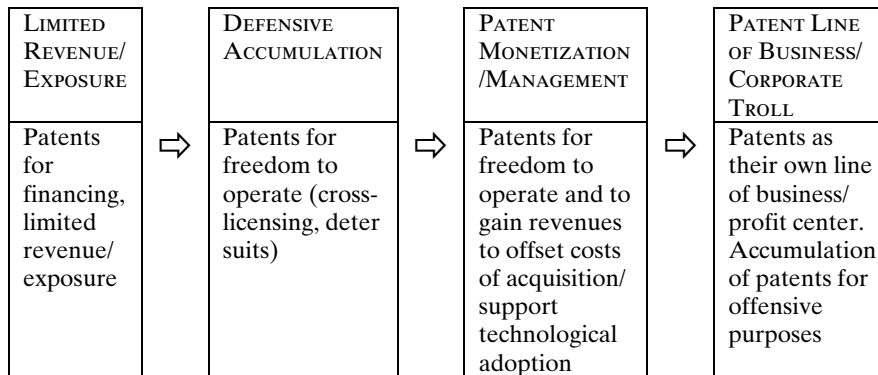 LIMITED
REVENUE/
EXPOSURE
Patents
for
financing,
limited
revenue/
exposure
DEFENSIVE
ACCUMULATION
Patents for
freedom to
operate (cross-
licensing, deter
suits)
PATENT
MONETIZATION
/MANAGEMENT
Patents for
freedom to
operate and to
gain revenues
to offset costs
of acquisition/
support
technological
adoption
PATENT LINE
OF BUSINESS/
CORPORATE
TROLL
Patents as
their own line
of business/
profit center.
Accumulation
of patents for
offensive
purposes